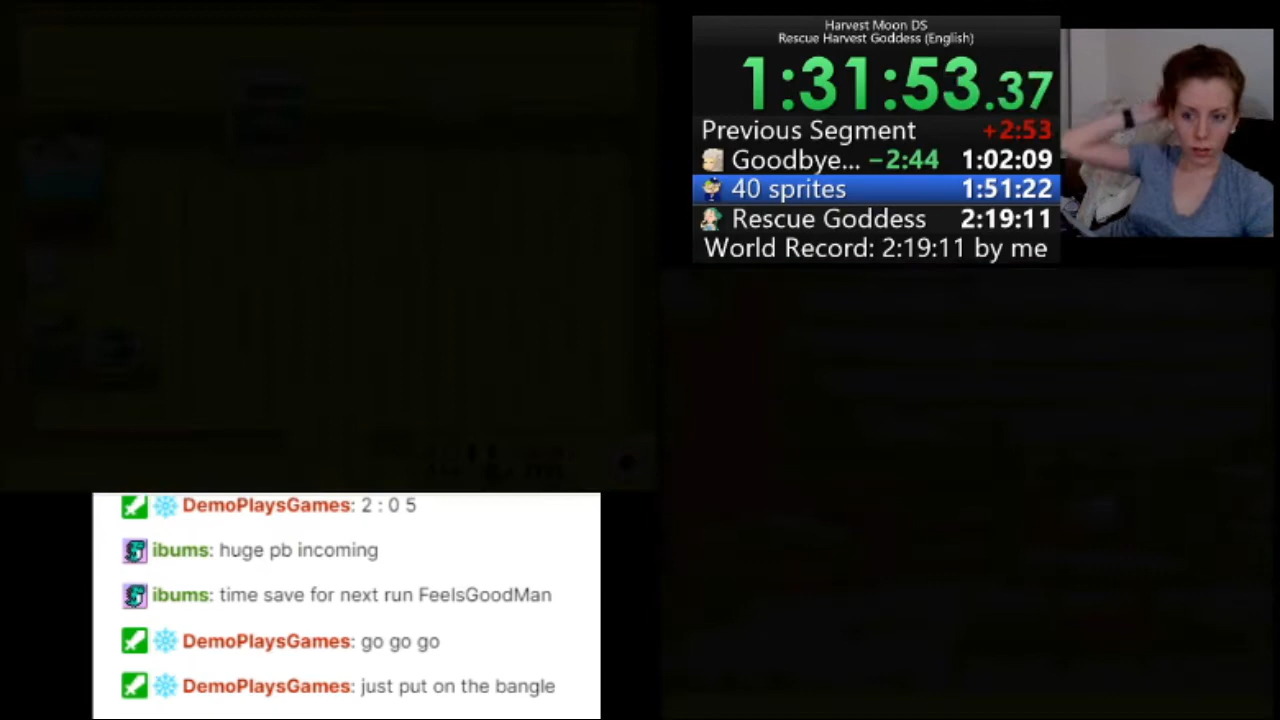 Harvest Moon DS
Rescue Harvest Goddess (English)
1:31:53.37
Previous Segment +2:53
Goodbye... −2:44 1:02:09
40 sprites 1:51:22
Rescue Goddess 2:19:11
World Record: 2:19:11 by me
DemoPlaysGames: 2 : 0 5
ibums: huge pb incoming
ibums: time save for next run FeelsGoodMan
DemoPlaysGames: go go go
DemoPlaysGames: just put on the bangle